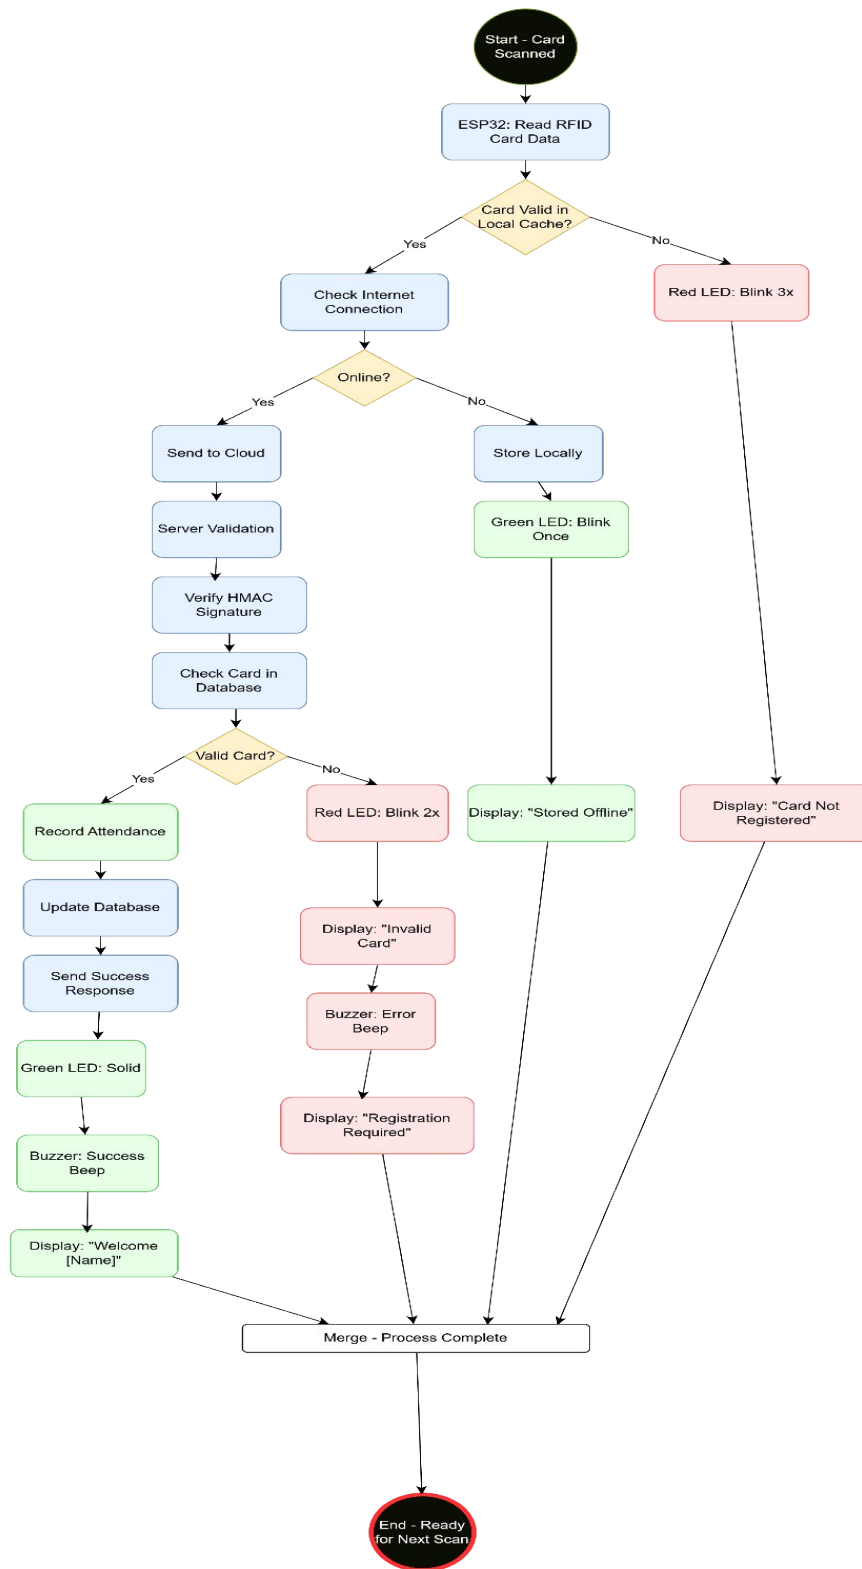 Start - Card
Scanned
ESP32: Read RFID
Card Data
Card Valid in
Local Cache?
Yes
No
Check Internet
Connection
Red LED: Blink 3x
Online?
Yes
No
Send to Cloud
Store Locally
Server Validation
Green LED: Blink
Once
Verify HMAC
Signature
Check Card in
Database
Valid Card?
Yes
No
Record Attendance
Red LED: Blink 2x
Display: "Stored Offline"
Display: "Card Not
Registered"
Update Database
Display: "Invalid
Card"
Send Success
Response
Buzzer: Error
Beep
Green LED: Solid
Display: "Registration
Required"
Buzzer: Success
Beep
Display: "Welcome
[Name]"
Merge - Process Complete
End - Ready
for Next Scan